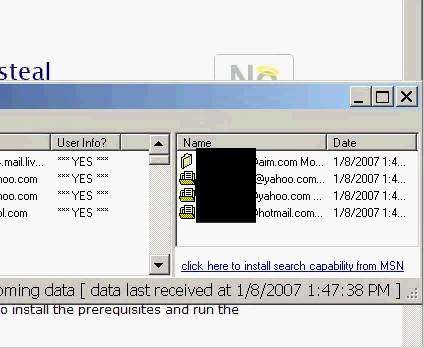 steal
No
User Info?
Name
Date
.mail.liv... *** YES ***
@aim.com Mo... 1/8/2007 1:4...
hoo.com *** YES ***
@yahoo.com... 1/8/2007 1:4...
hoo.com *** YES ***
yahoo.com ... 1/8/2007 1:4...
ol.com *** YES ***
hotmail.com... 1/8/2007 1:4...
click here to install search capability from MSN
oming data [ data last received at 1/8/2007 1:47:38 PM ]
o install the prerequisites and run the